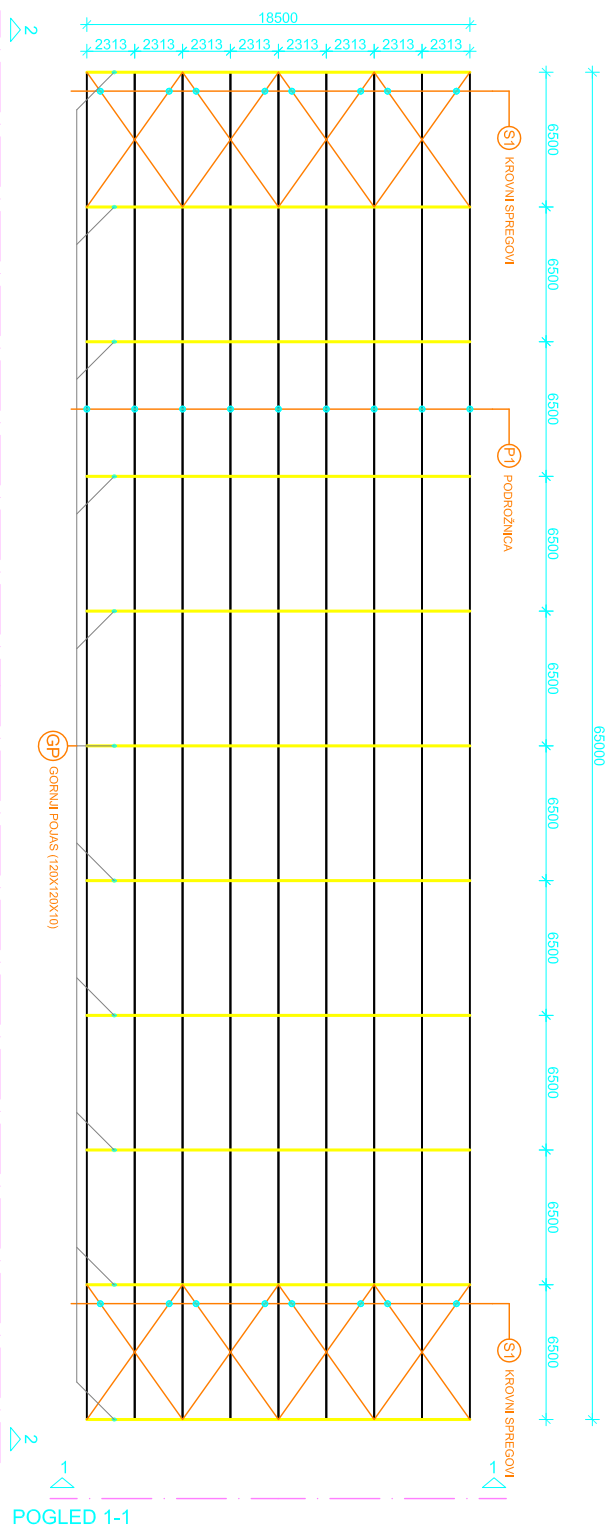 18500
2313 2313 2313 2313 2313 2313 2313 2313
2
S1 KROVNI SPREGOVI
6500
6500
6500
P1 PODROŽNICA
6500
6500
65000
GP GORNJI POJAS (120X120X10)
6500
6500
6500
6500
6500
S1 KROVNI SPREGOVI
2
1 1
POGLED 1-1